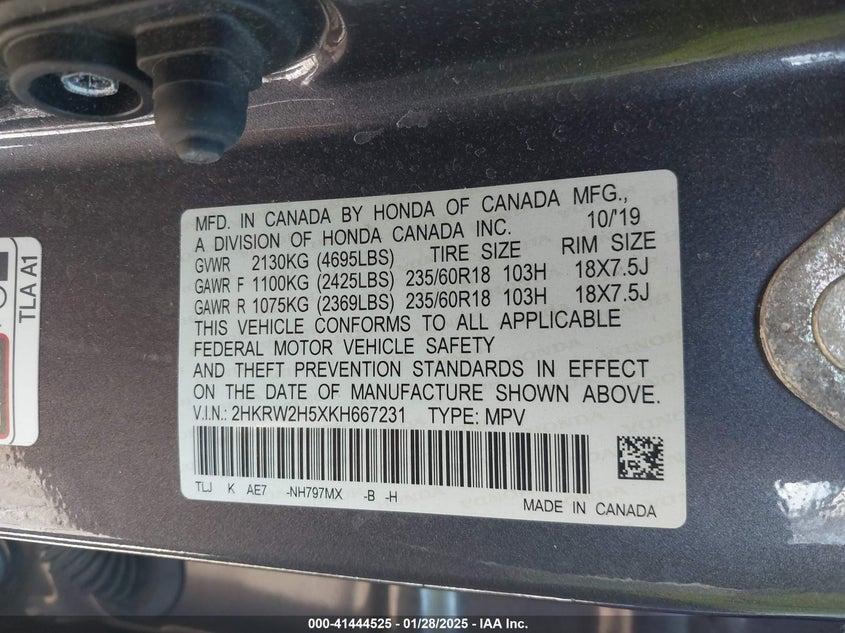 MFD. IN CANADA BY HONDA OF CANADA MFG.,
A DIVISION OF HONDA CANADA INC. 10/'19
GVWR 2130KG (4695LBS) TIRE SIZE RIM SIZE
GAWR F 1100KG (2425LBS) 235/60R18 103H 18X7.5J
GAWR R 1075KG (2369LBS) 235/60R18 103H 18X7.5J
THIS VEHICLE CONFORMS TO ALL APPLICABLE
FEDERAL MOTOR VEHICLE SAFETY
AND THEFT PREVENTION STANDARDS IN EFFECT
ON THE DATE OF MANUFACTURE SHOWN ABOVE.
V.I.N.: 2HKRW2H5XKH667231 TYPE: MPV
TLJ K AE7 -NH797MX -B -H
MADE IN CANADA
TLA A1
000-41444525 - 01/28/2025 - IAA Inc.